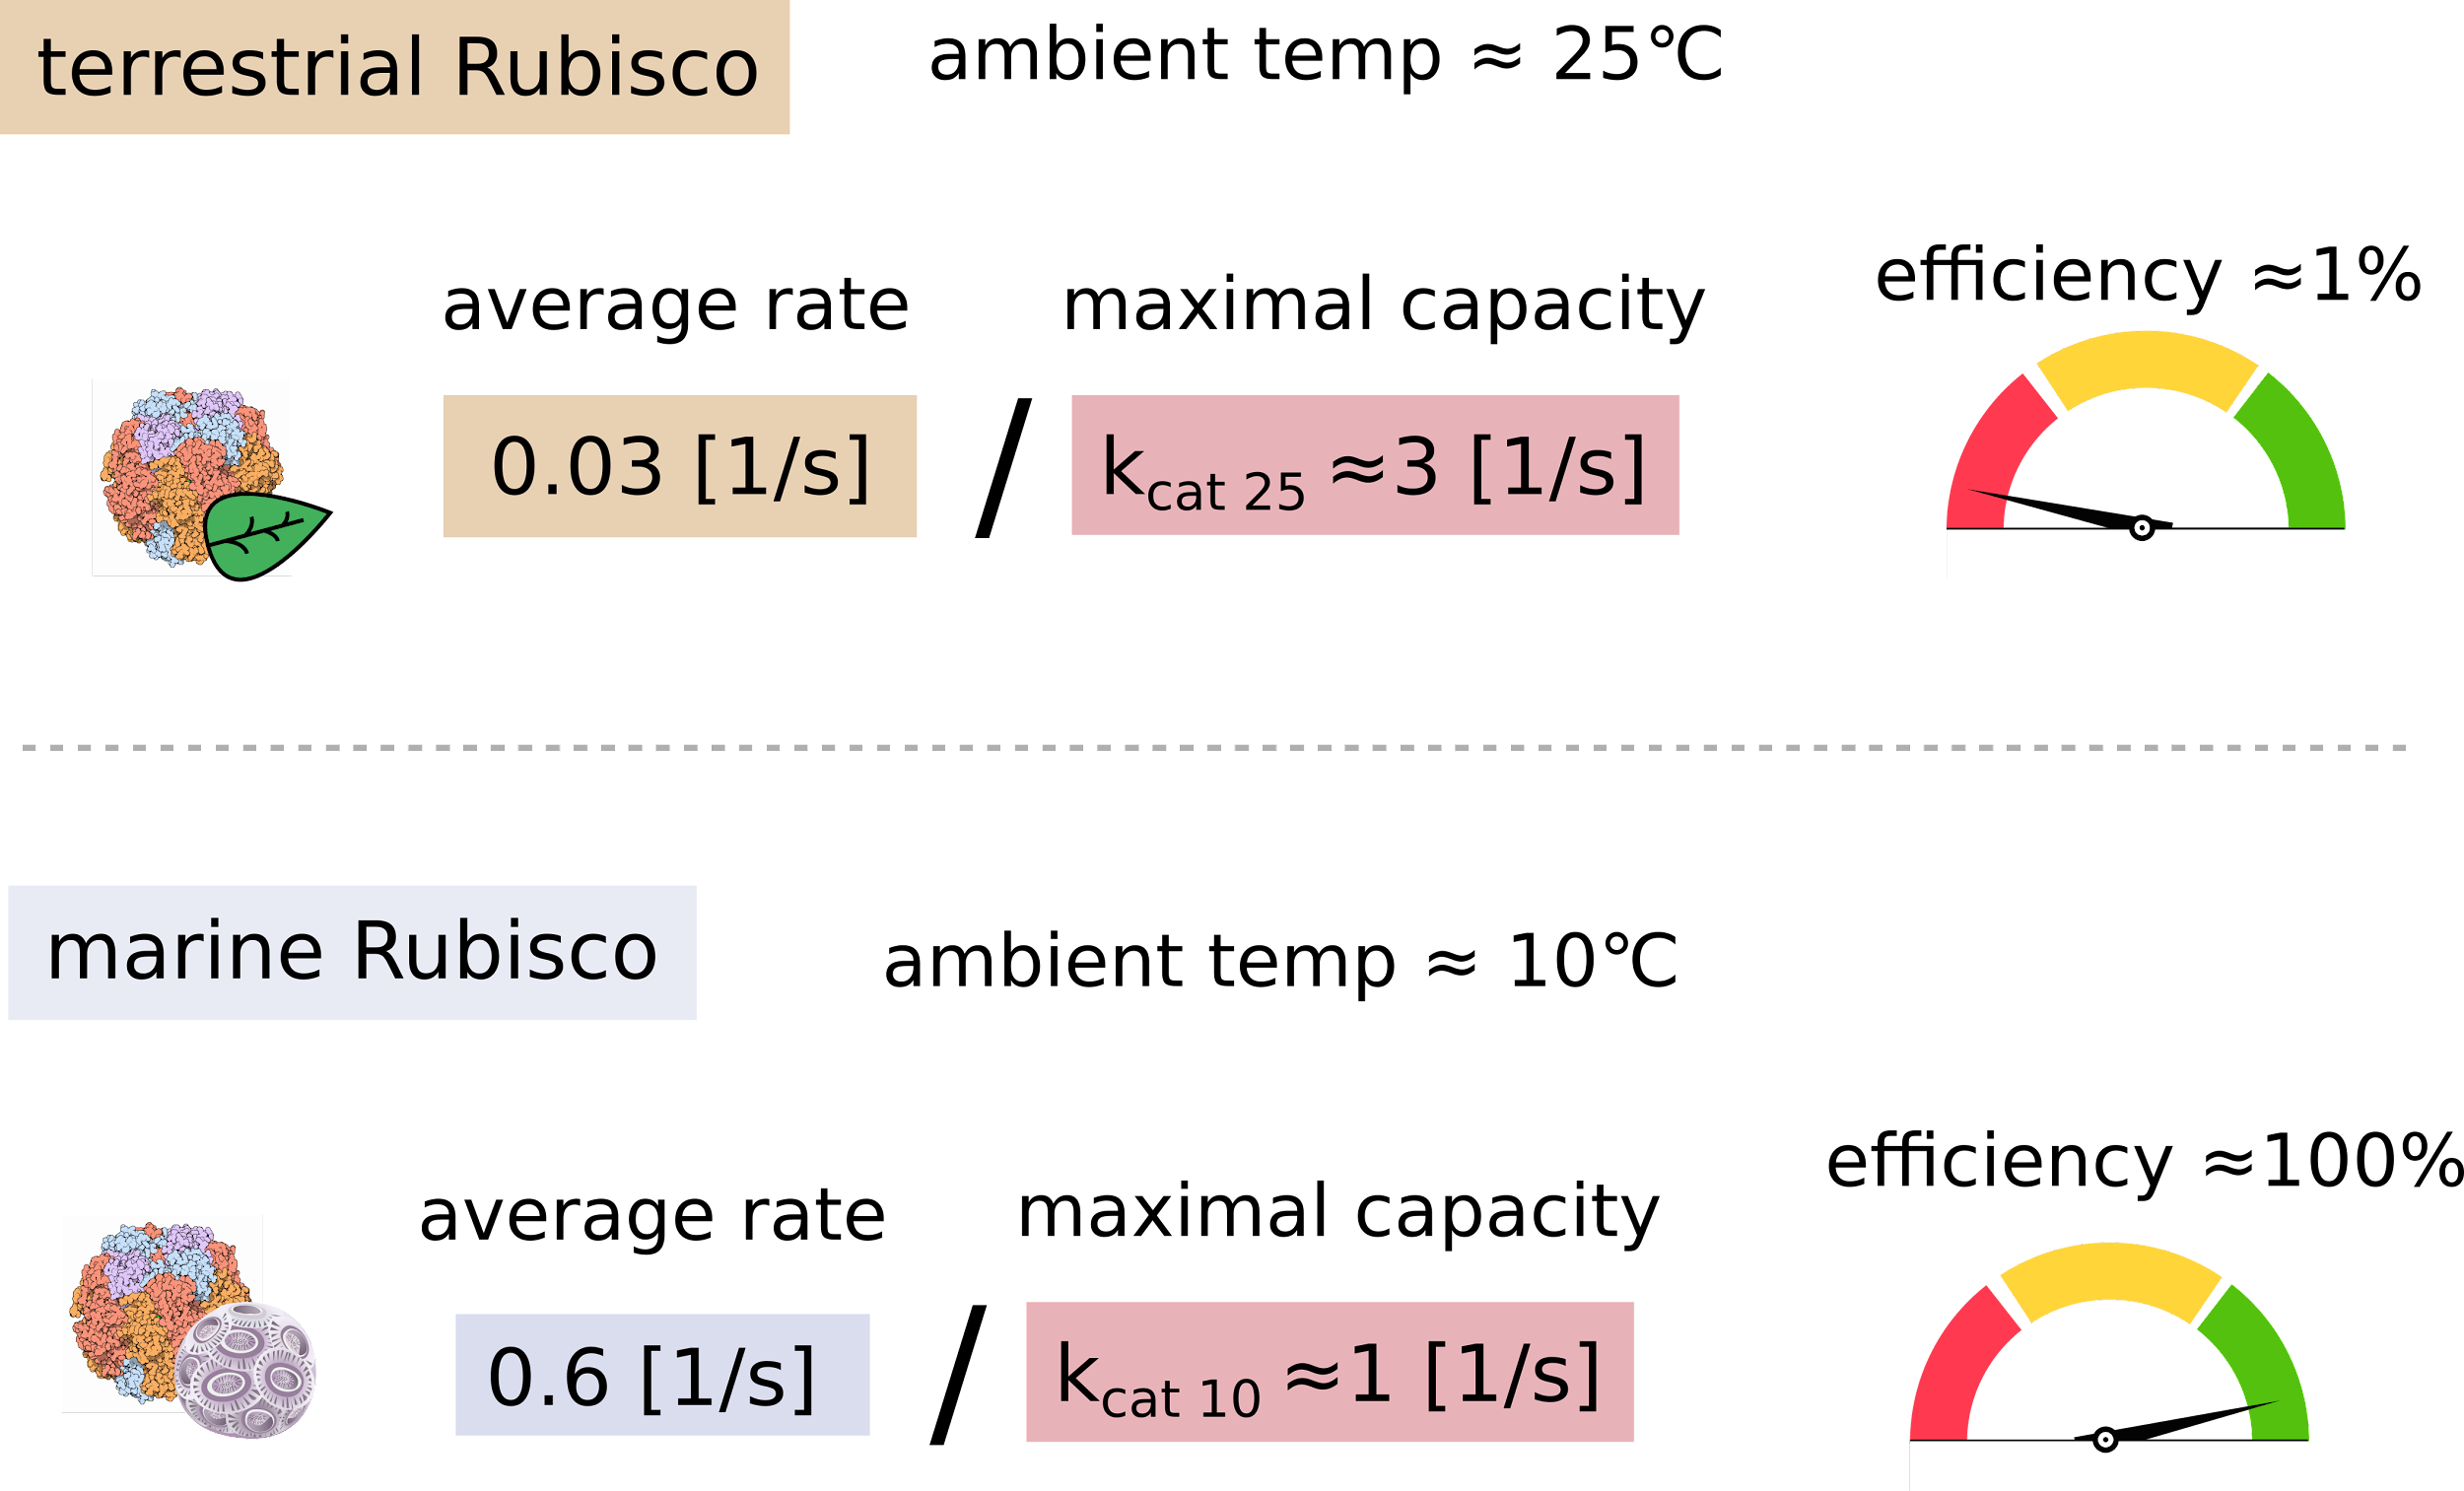 terrestrial Rubisco
ambient temp ≈ 25℃
efficiency ≈1%
average rate
maximal capacity
0.03 [1/s] / kcat 25 ≈3 [1/s]
marine Rubisco
ambient temp ≈ 10℃
efficiency ≈100%
average rate
maximal capacity
0.6 [1/s] / kcat 10 ≈1 [1/s]